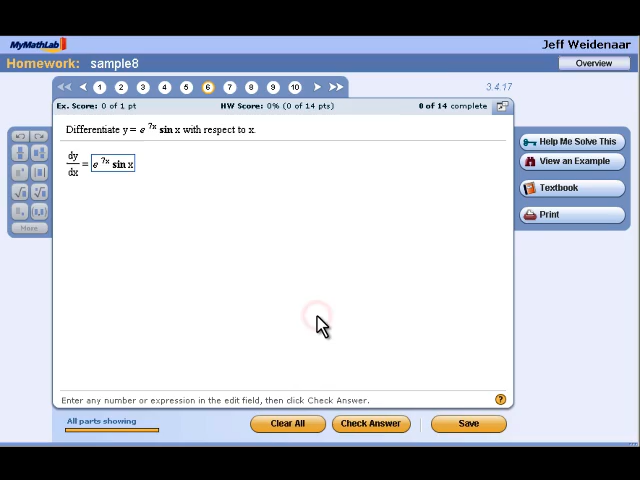 MyMathLab
Jeff Weidenaar
Homework: sample8
Overview
1 2 3 4 5 6 7 8 9 10
3.4.17
Ex. Score: 0 of 1 pt HW Score: 0% (0 of 14 pts) 0 of 14 complete
Differentiate y = e^7x sin x with respect to x.
dy/dx = e^7x sin x
More
Help Me Solve This
View an Example
Textbook
Print
Enter any number or expression in the edit field, then click Check Answer.
?
All parts showing
Clear All
Check Answer
Save